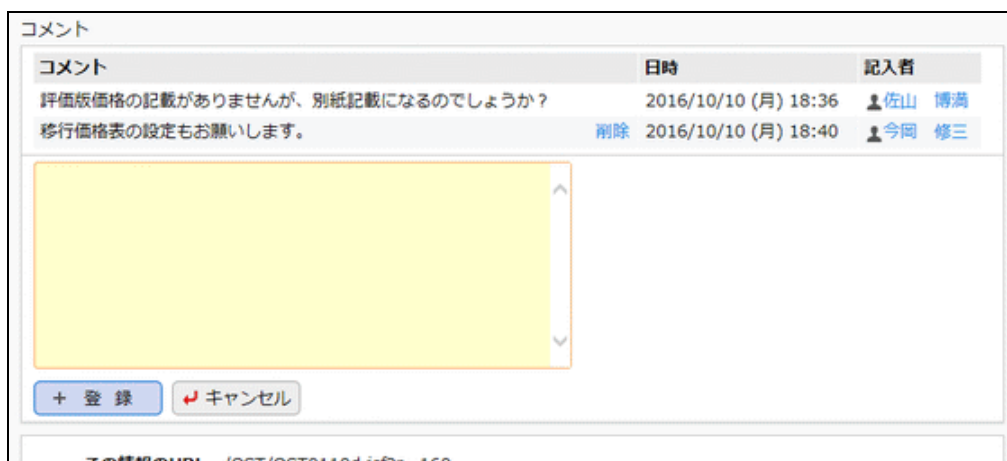 コメント
コメント 日時 記入者
評価版価格の記載がありませんが、別紙記載になるのでしょうか？ 2016/10/10 (月) 18:36 佐山 博満
移行価格表の設定もお願いします。 削除 2016/10/10 (月) 18:40 今岡 修三
+ 登録 キャンセル